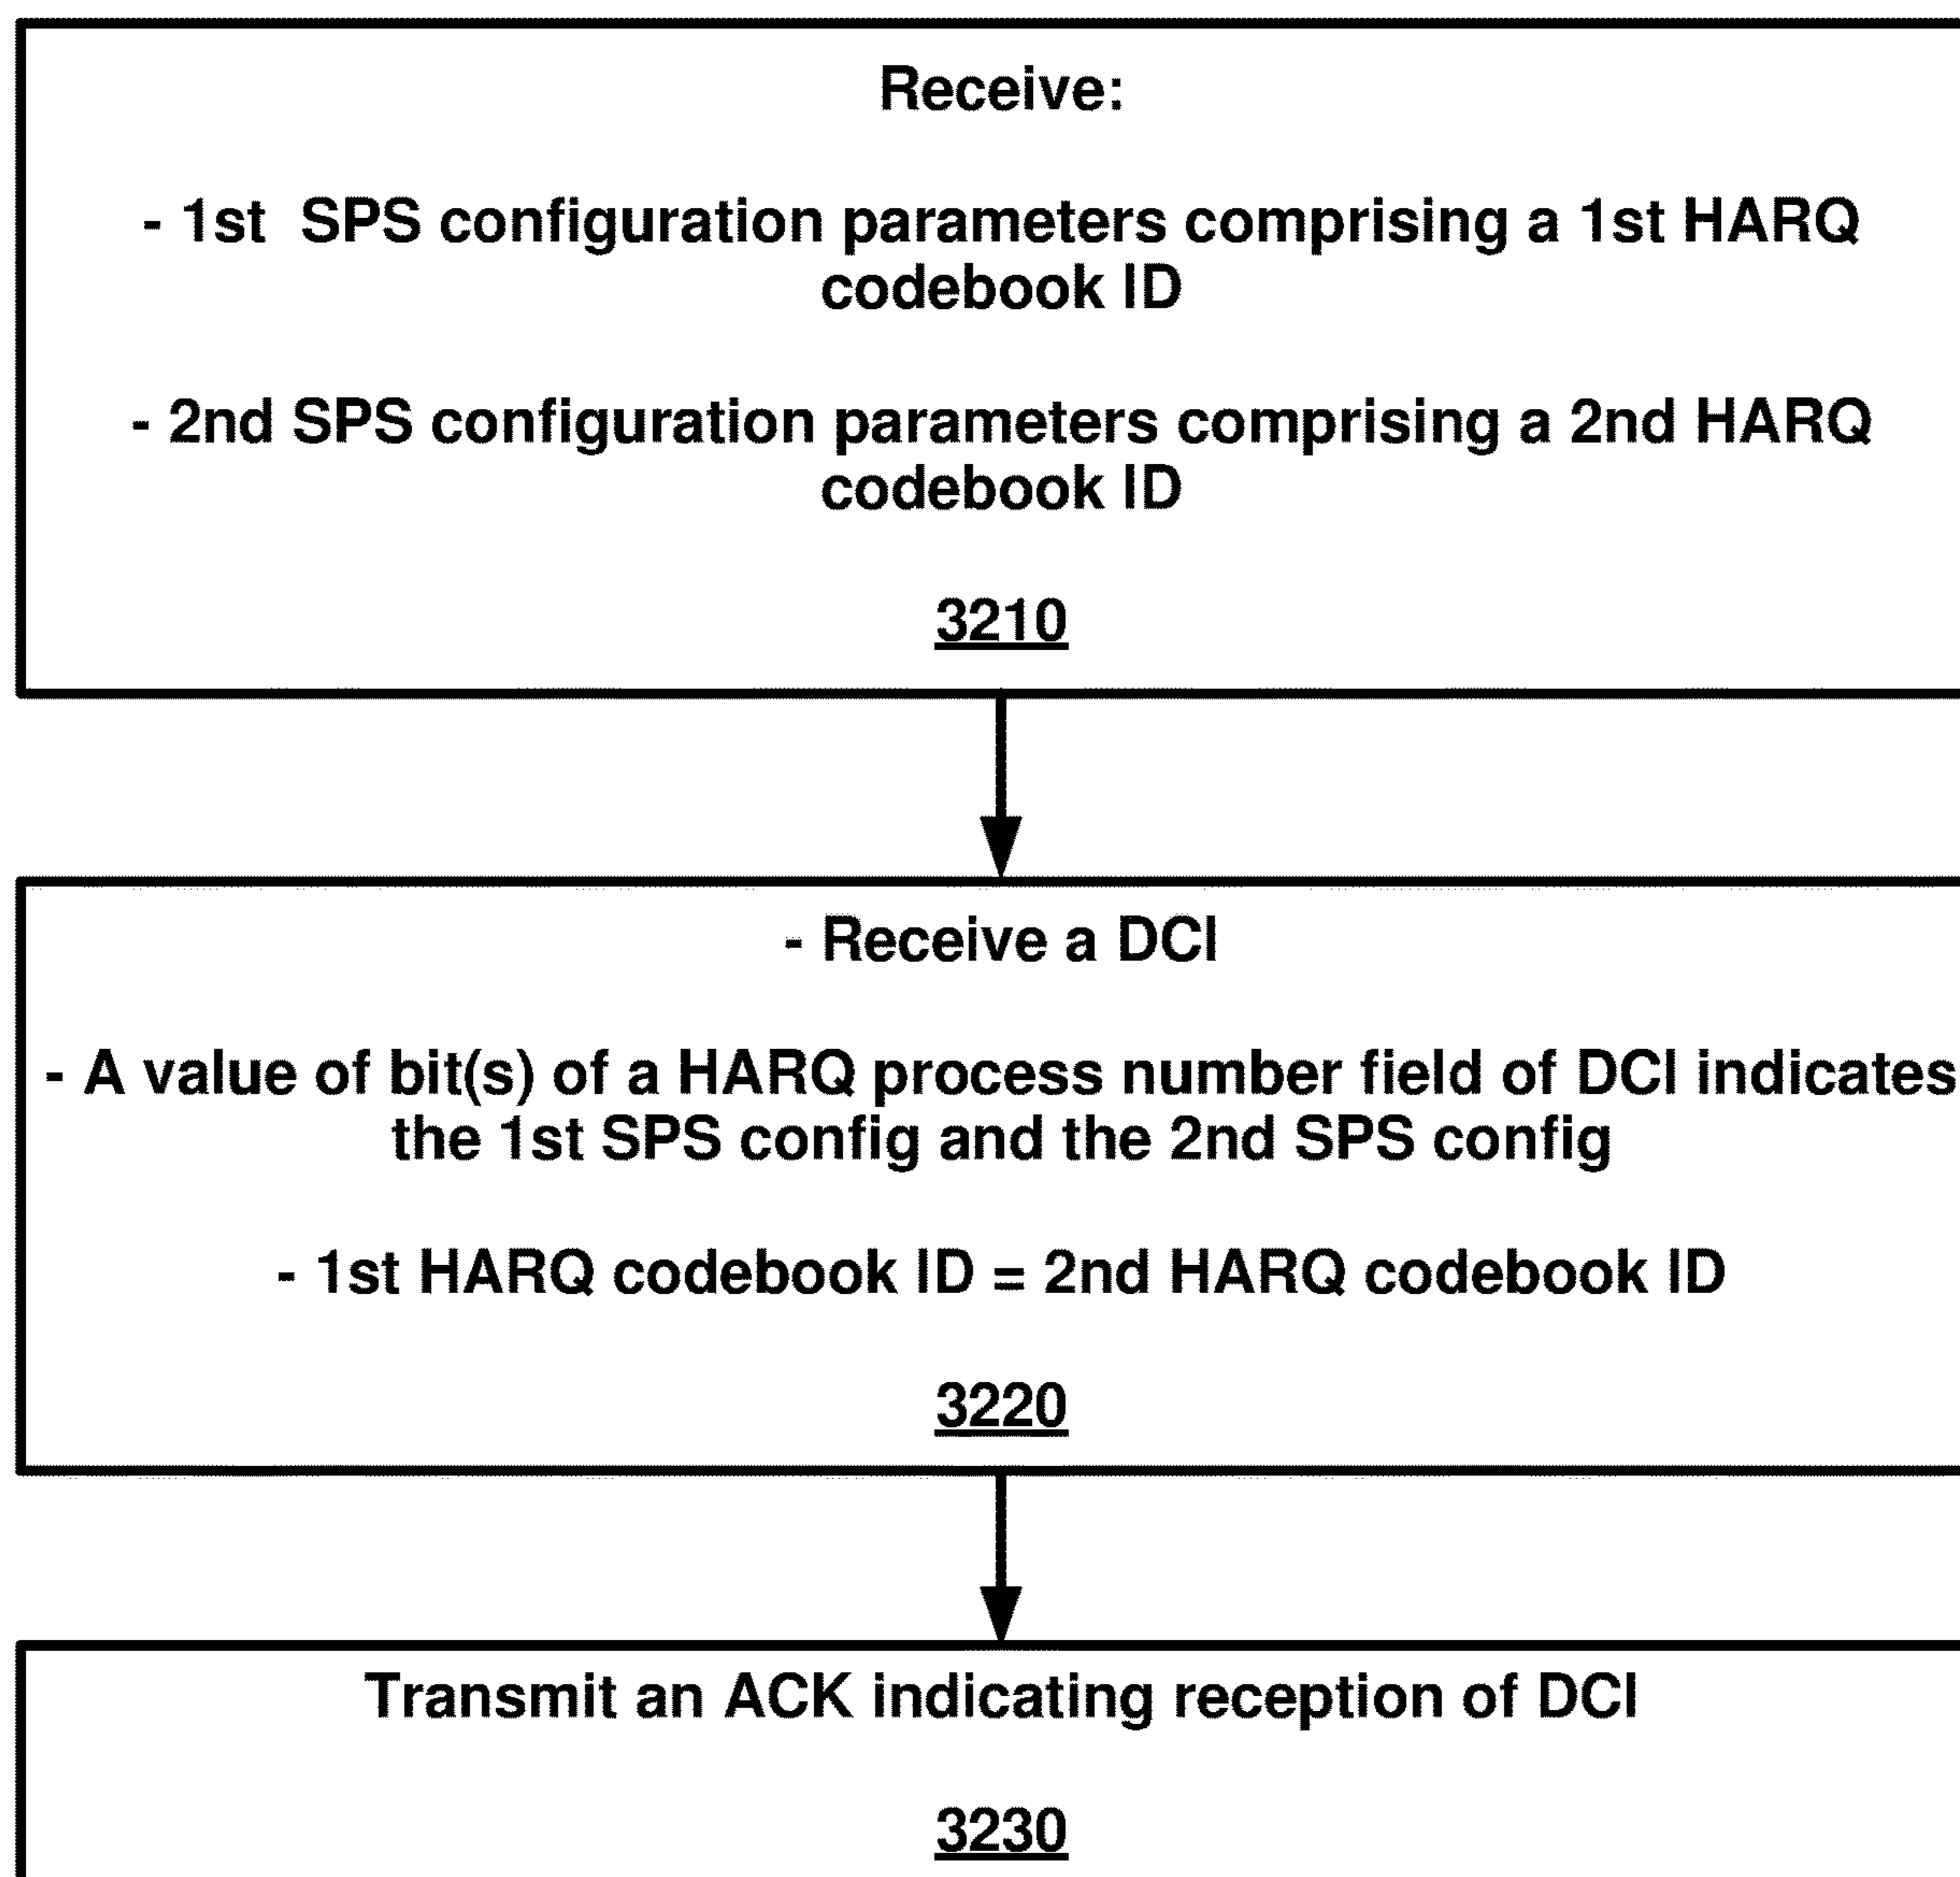 Receive:
- 1st SPS configuration parameters comprising a 1st HARQ
codebook ID
- 2nd SPS configuration parameters comprising a 2nd HARQ
codebook ID
3210
- Receive a DCI
- A value of bit(s) of a HARQ process number field of DCI indicates
the 1st SPS config and the 2nd SPS config
- 1st HARQ codebook ID = 2nd HARQ codebook ID
3220
Transmit an ACK indicating reception of DCI
3230